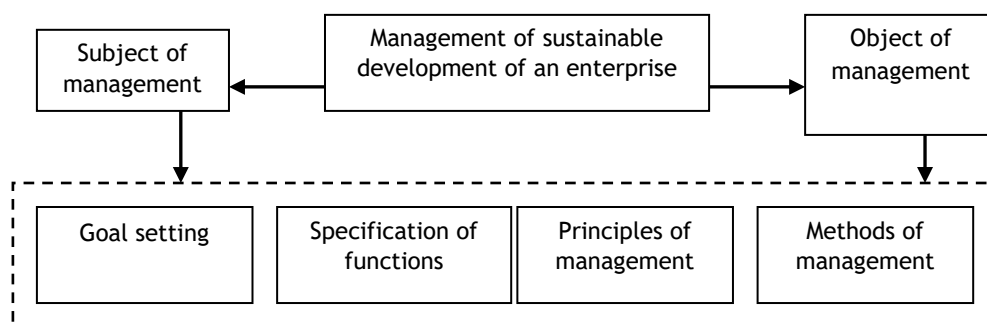 Subject of
management
Management of sustainable
development of an enterprise
Object of
management
Goal setting
Specification of
functions
Principles of
management
Methods of
management